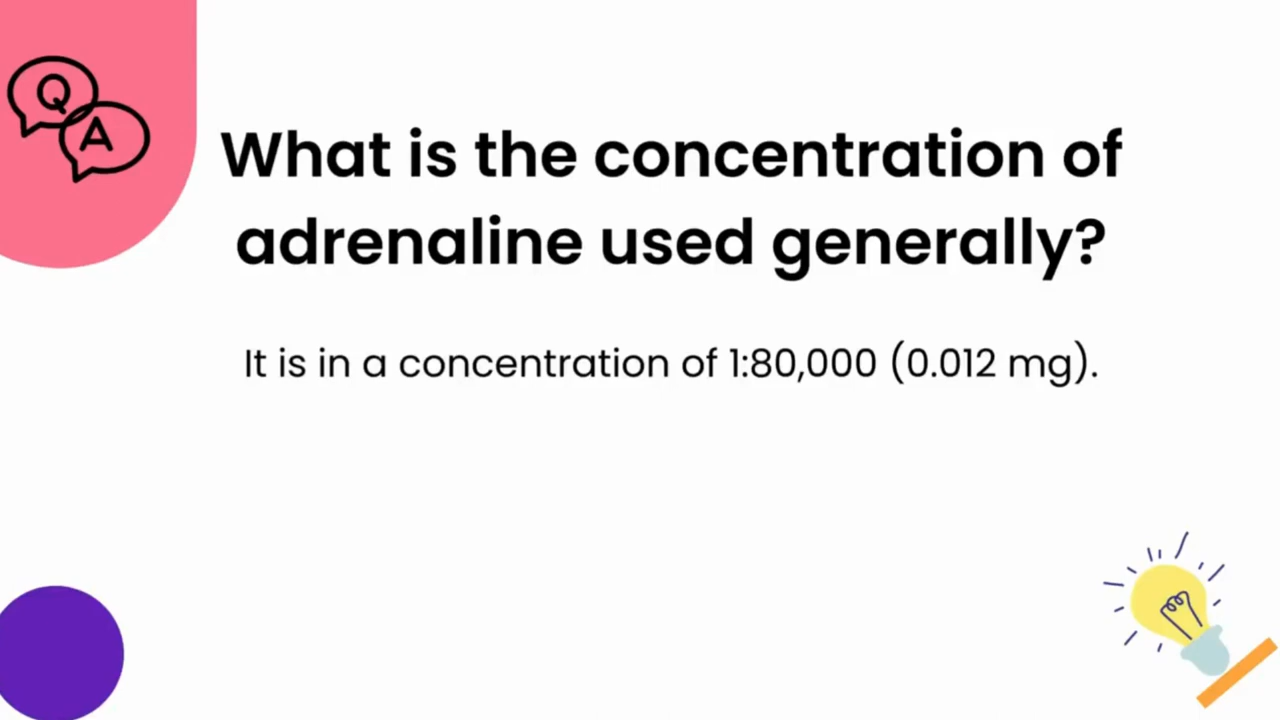 Q
A
What is the concentration of
adrenaline used generally?
It is in a concentration of 1:80,000 (0.012 mg).